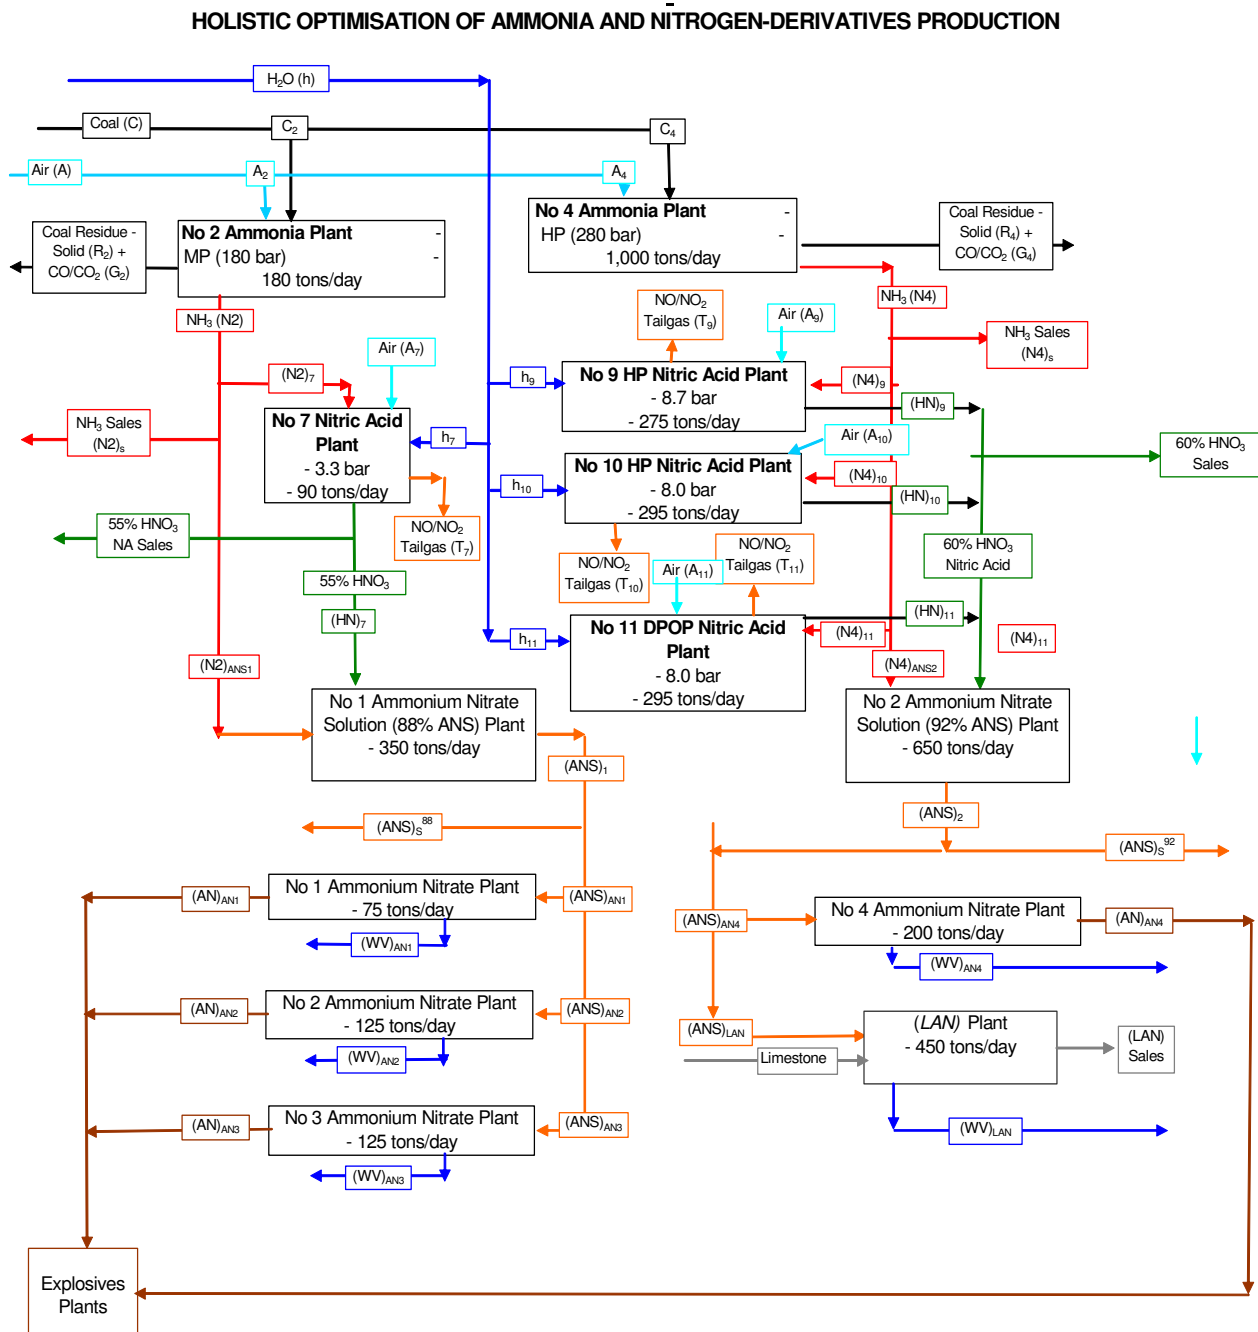 HOLISTIC OPTIMISATION OF AMMONIA AND NITROGEN-DERIVATIVES PRODUCTION
H₂O (h)
Coal (C)
C₂
C₄
Air (A)
A₂
A₄
No 2 Ammonia Plant -
MP (180 bar) -
180 tons/day
No 4 Ammonia Plant -
HP (280 bar) -
1,000 tons/day
Coal Residue -
Solid (R₂) +
CO/CO₂ (G₂)
Coal Residue -
Solid (R₄) +
CO/CO₂ (G₄)
NH₃ (N2)
NH₃ (N4)
NO/NO₂
Tailgas (T₉)
Air (A₉)
NH₃ Sales
(N4)ₛ
Air (A₇)
(N2)₇
h₉
No 9 HP Nitric Acid Plant
- 8.7 bar
- 275 tons/day
(N4)₉
(HN)₉
NH₃ Sales
(N2)ₛ
No 7 Nitric Acid
Plant
- 3.3 bar
- 90 tons/day
h₇
Air (A₁₀)
60% HNO₃
Sales
h₁₀
No 10 HP Nitric Acid Plant
- 8.0 bar
- 295 tons/day
(N4)₁₀
(HN)₁₀
55% HNO₃
NA Sales
NO/NO₂
Tailgas (T₇)
NO/NO₂
Tailgas (T₁₀)
Air (A₁₁)
NO/NO₂
Tailgas (T₁₁)
60% HNO₃
Nitric Acid
55% HNO₃
(HN)₇
(HN)₁₁
h₁₁
No 11 DPOP Nitric Acid
Plant
- 8.0 bar
- 295 tons/day
(N4)₁₁
(N4)₁₁
(N2)ANS1
(N4)ANS2
No 1 Ammonium Nitrate
Solution (88% ANS) Plant
- 350 tons/day
No 2 Ammonium Nitrate
Solution (92% ANS) Plant
- 650 tons/day
(ANS)₁
(ANS)₂
(ANS)S⁸⁸
(ANS)S⁹²
(AN)AN1
No 1 Ammonium Nitrate Plant
- 75 tons/day
(ANS)AN1
(WV)AN1
(ANS)AN4
No 4 Ammonium Nitrate Plant
- 200 tons/day
(AN)AN4
(WV)AN4
(AN)AN2
No 2 Ammonium Nitrate Plant
- 125 tons/day
(ANS)AN2
(WV)AN2
(ANS)LAN
Limestone
(LAN) Plant
- 450 tons/day
(LAN)
Sales
(AN)AN3
No 3 Ammonium Nitrate Plant
- 125 tons/day
(ANS)AN3
(WV)AN3
(WV)LAN
Explosives
Plants